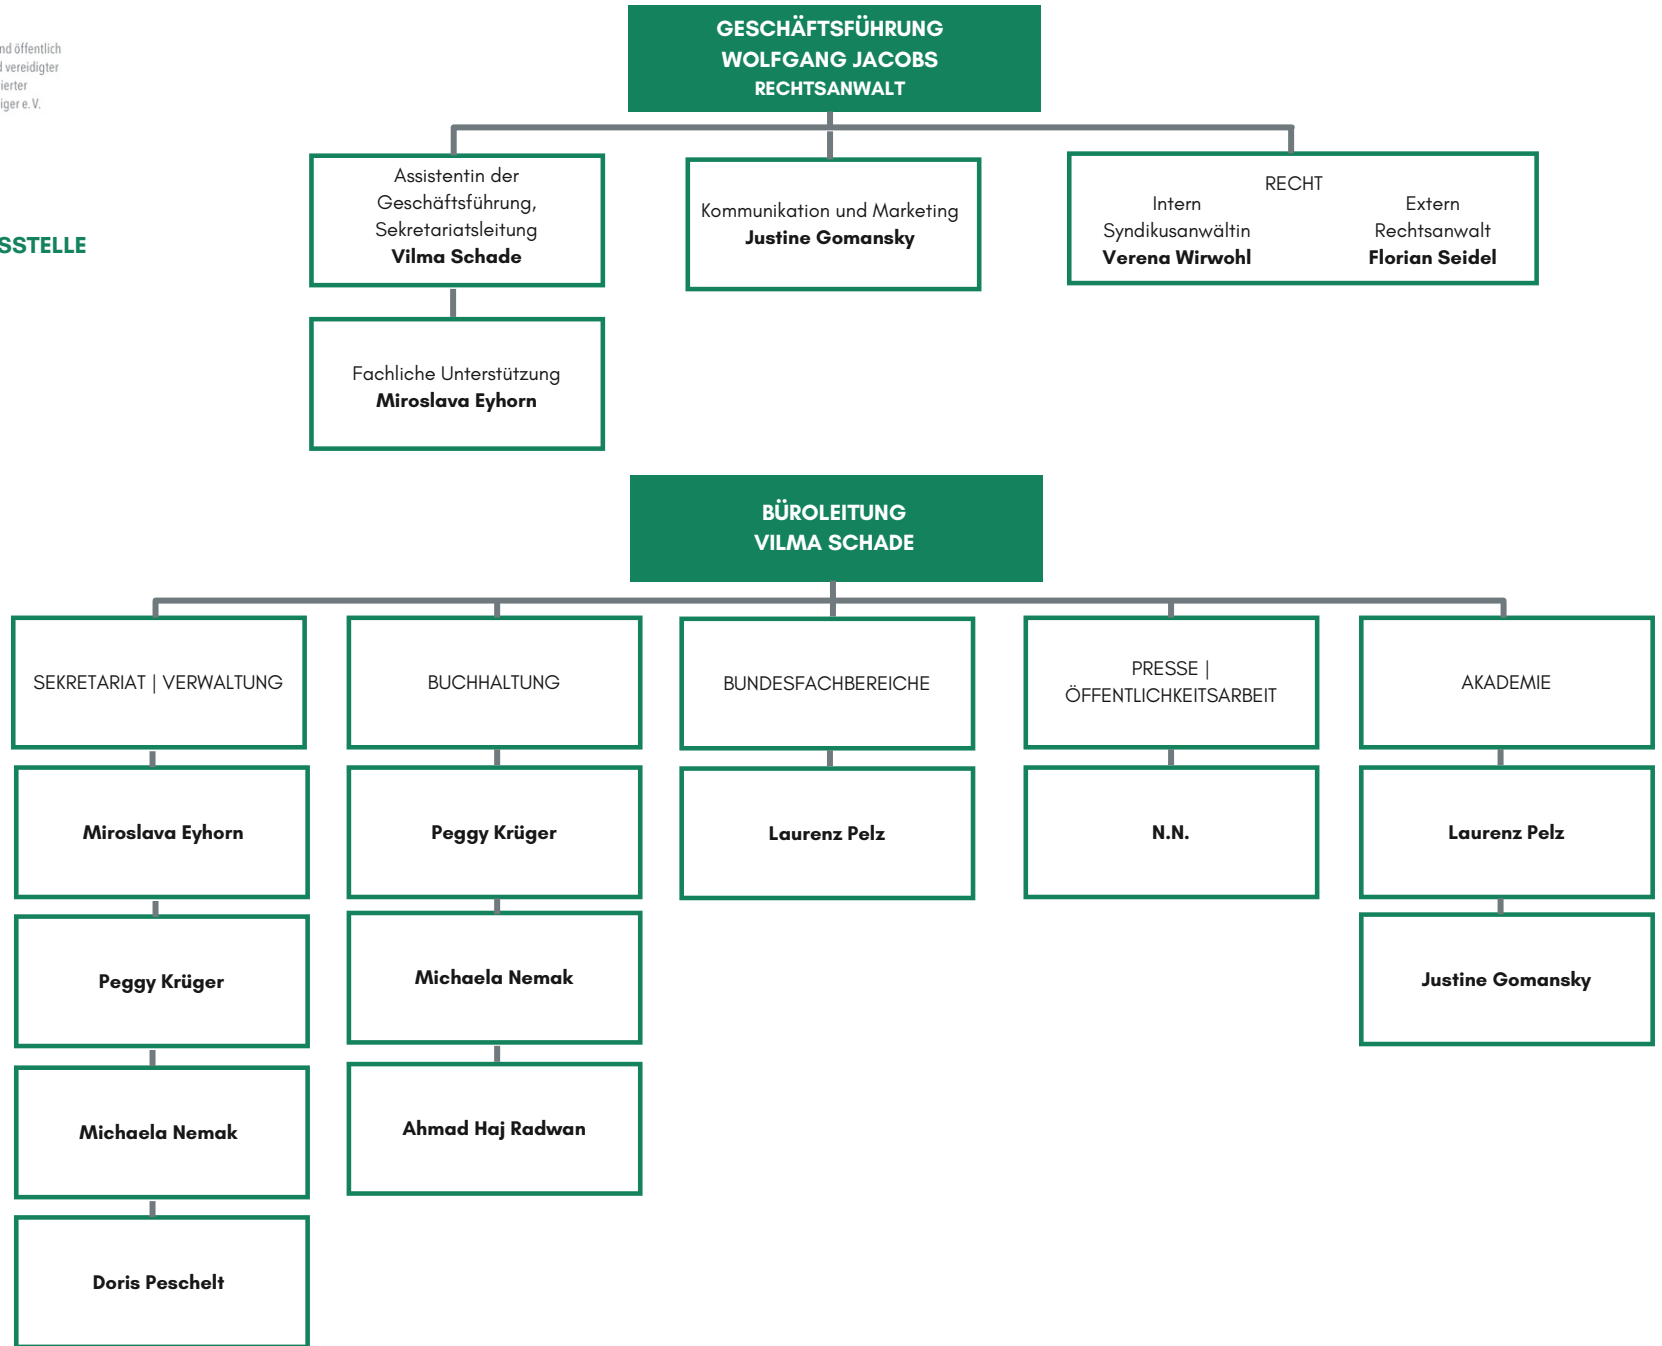 nd öffentlich
vereidigter
ierter
iger e. V.
SSTELLE
GESCHÄFTSFÜHRUNG
WOLFGANG JACOBS
RECHTSANWALT
Assistentin der
Geschäftsführung,
Sekretariatsleitung
Vilma Schade
Kommunikation und Marketing
Justine Gomansky
RECHT
Intern
Syndikusanwältin
Verena Wirwohl
Extern
Rechtsanwalt
Florian Seidel
Fachliche Unterstützung
Miroslava Eyhorn
BÜROLEITUNG
VILMA SCHADE
SEKRETARIAT | VERWALTUNG
BUCHHALTUNG
BUNDESFACHBEREICHE
PRESSE |
ÖFFENTLICHKEITSARBEIT
AKADEMIE
Miroslava Eyhorn
Peggy Krüger
Laurenz Pelz
N.N.
Laurenz Pelz
Peggy Krüger
Michaela Nemak
Justine Gomansky
Michaela Nemak
Ahmad Haj Radwan
Doris Peschelt